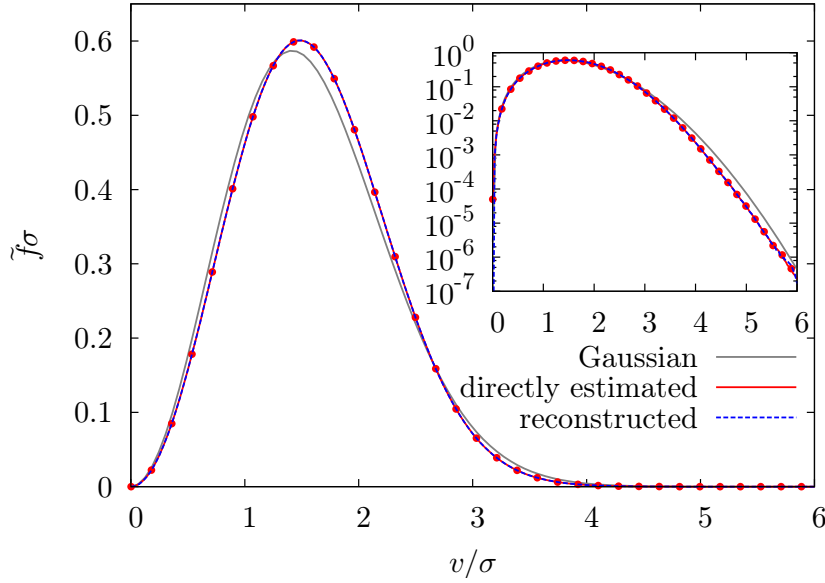 0.6
0.5
0.4
0.3
0.2
0.1
0
0 1 2 3 4 5 6
f̃σ
v/σ
10^0
10^-1
10^-2
10^-3
10^-4
10^-5
10^-6
10^-7
0 1 2 3 4 5 6
Gaussian
directly estimated
reconstructed